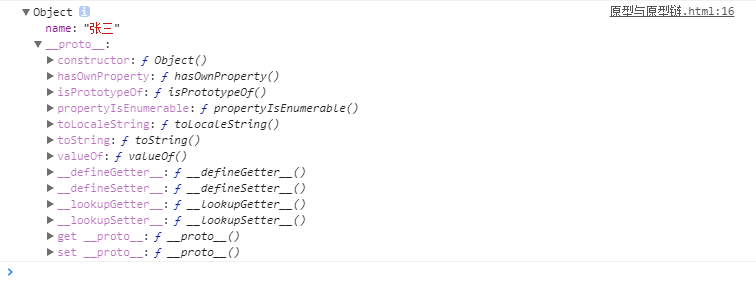 ▼Object i 原型与原型链.html:16
name: "张三"
▼__proto__:
▶constructor: ƒ Object()
▶hasOwnProperty: ƒ hasOwnProperty()
▶isPrototypeOf: ƒ isPrototypeOf()
▶propertyIsEnumerable: ƒ propertyIsEnumerable()
▶toLocaleString: ƒ toLocaleString()
▶toString: ƒ toString()
▶valueOf: ƒ valueOf()
▶__defineGetter__: ƒ __defineGetter__()
▶__defineSetter__: ƒ __defineSetter__()
▶__lookupGetter__: ƒ __lookupGetter__()
▶__lookupSetter__: ƒ __lookupSetter__()
▶get __proto__: ƒ __proto__()
▶set __proto__: ƒ __proto__()